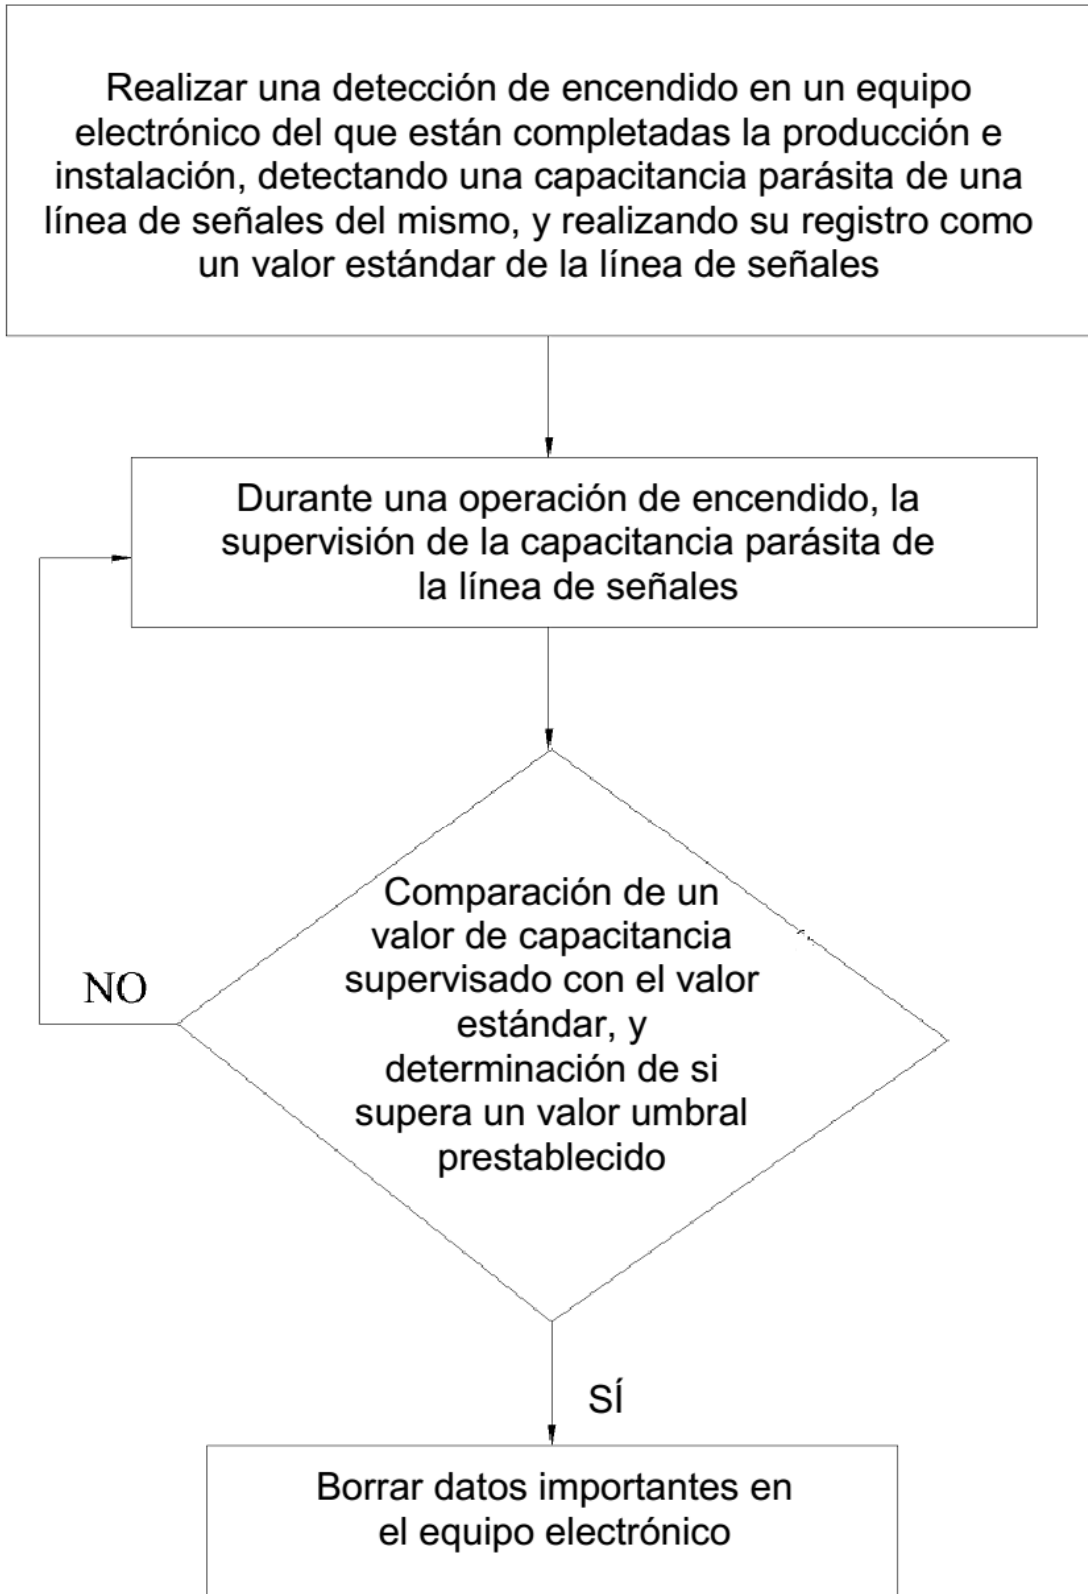 Realizar una detección de encendido en un equipo
electrónico del que están completadas la producción e
instalación, detectando una capacitancia parásita de una
línea de señales del mismo, y realizando su registro como
un valor estándar de la línea de señales
Durante una operación de encendido, la
supervisión de la capacitancia parásita de
la línea de señales
Comparación de un
valor de capacitancia
supervisado con el valor
estándar, y
determinación de si
supera un valor umbral
prestablecido
NO
SÍ
Borrar datos importantes en
el equipo electrónico